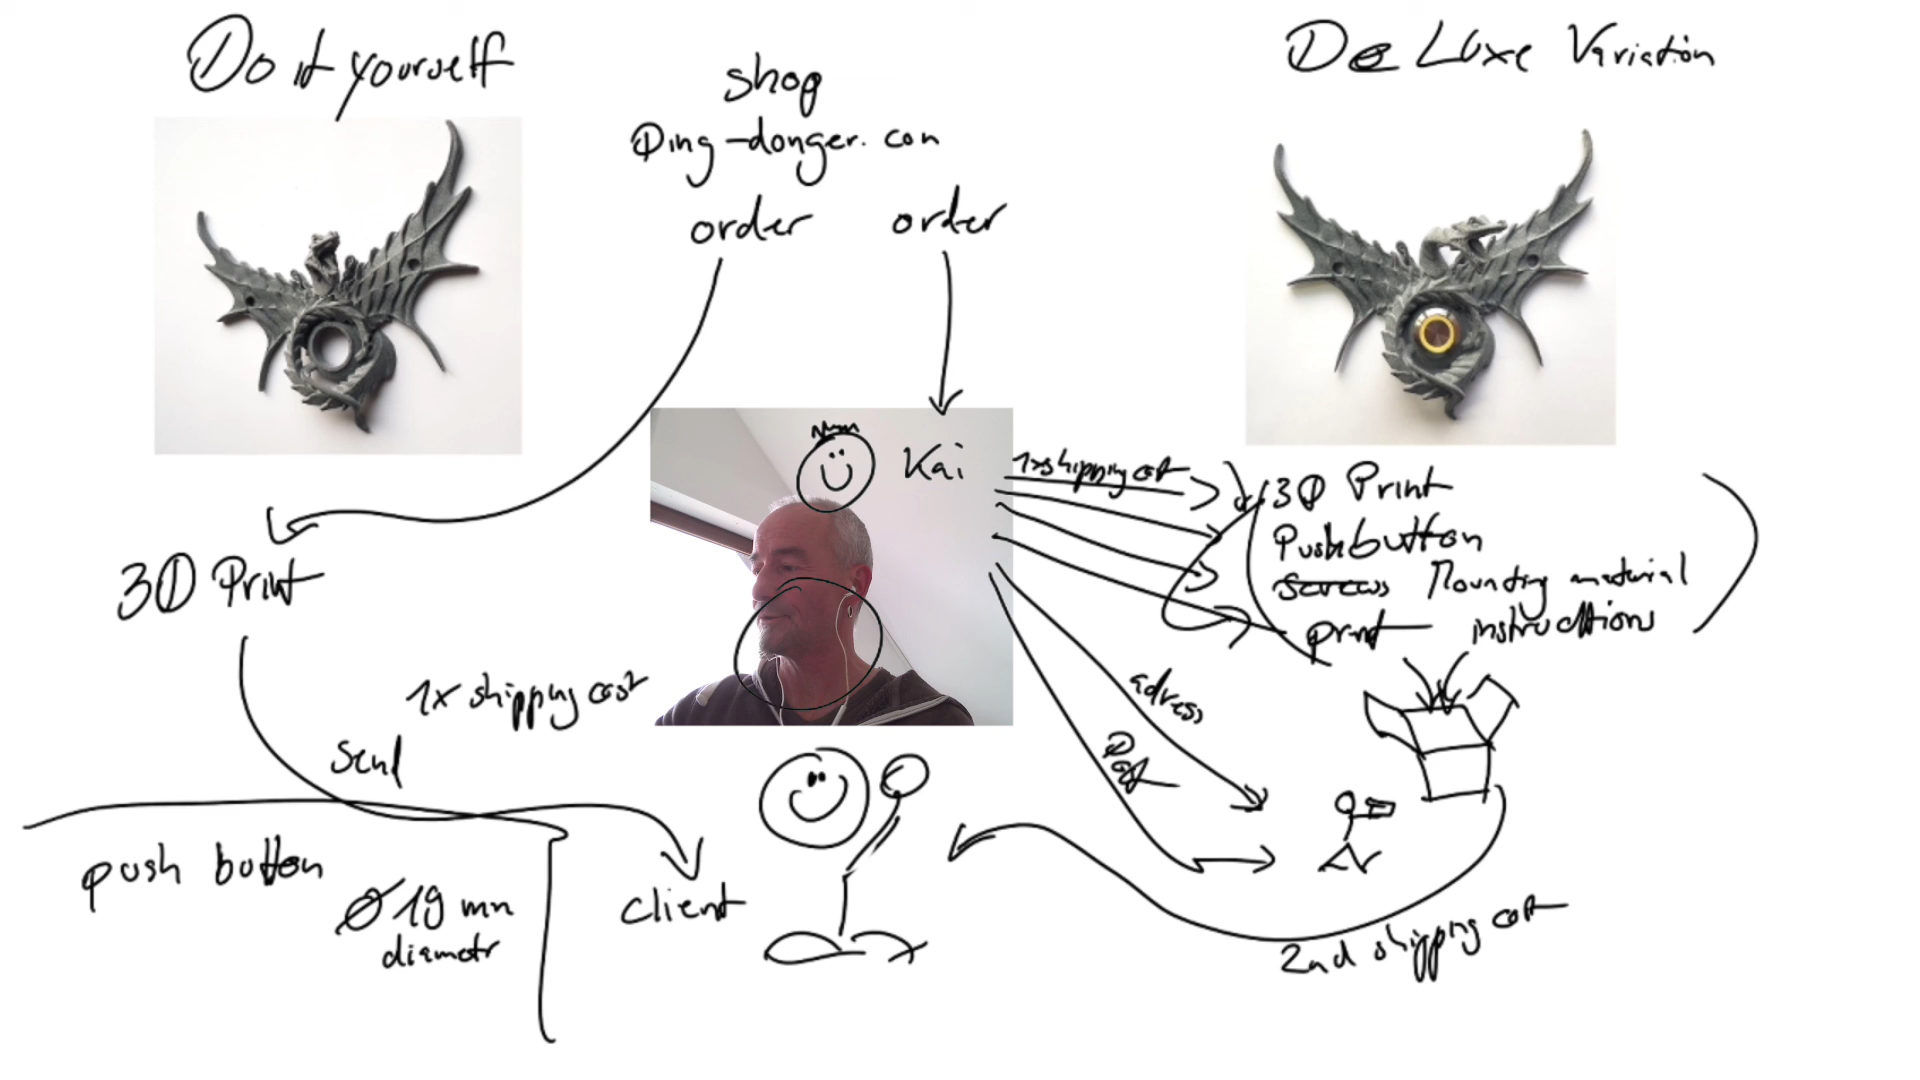 Do it yourself
shop
Ding-donger.com
order
order
De Luxe Variation
Kai
1x shipping cost
3D Print
Pushbutton
Screws Mounting material
print instructions
3D Print
1x shipping cost
Send
push button
Ø 19 mm
diametr
client
adress
2nd shipping cost